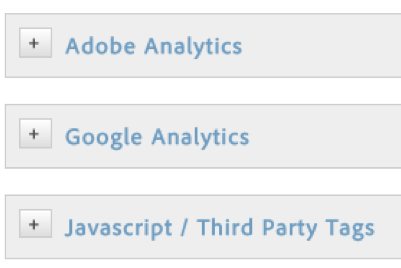 + Adobe Analytics
+ Google Analytics
+ Javascript / Third Party Tags